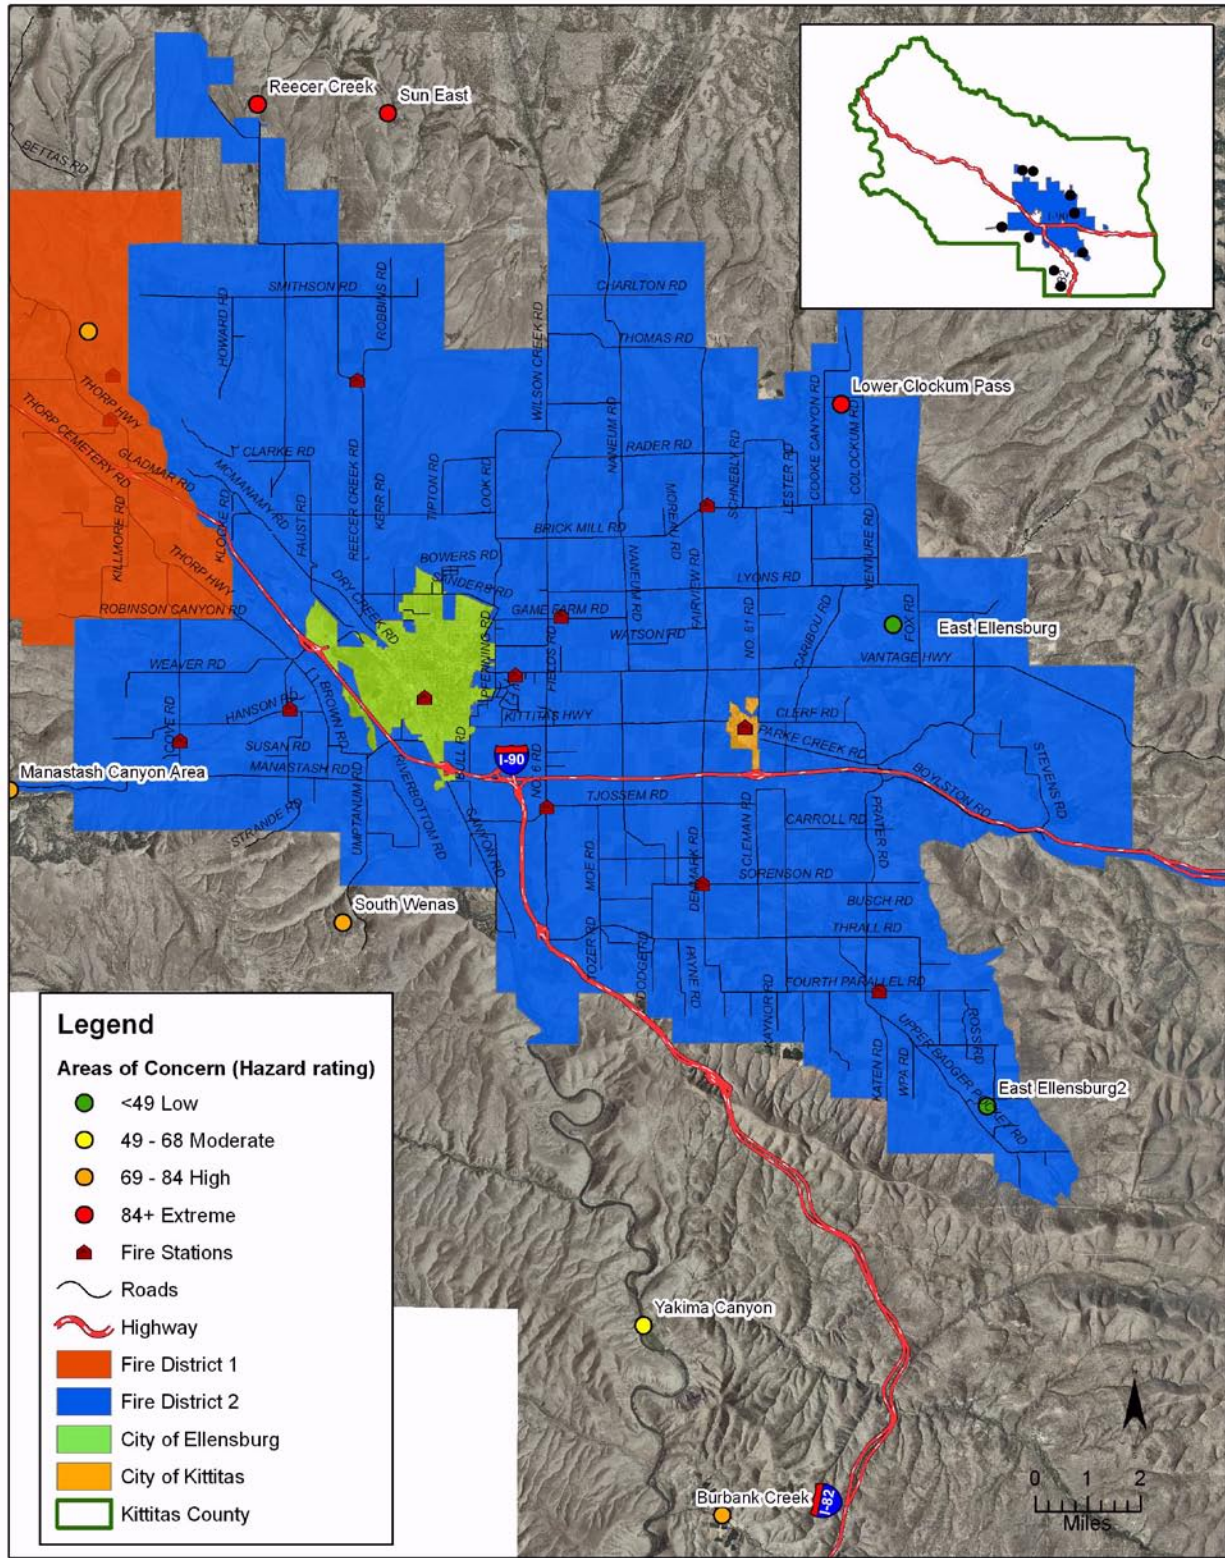 Reecer Creek
Sun East
BETTAS RD
I-90
82
SMITHSON RD
ROBBINS RD
HOWARD RD
CHARLTON RD
THOMAS RD
WILSON CREEK RD
Lower Clockum Pass
THORP HWY
THORP CEMETERY RD
GLADMAR RD
MCMANAMY RD
CLARKE RD
TIPTON RD
LOOK RD
NANEUM RD
RADER RD
SCHNEBLY RD
LESTER RD
COOKE CANYON RD
COLOCKUM RD
KLOCKE RD
FAUST RD
REECER CREEK RD
KERR RD
BRICK MILL RD
MOREAU RD
VENTURE RD
KILLMORE RD
THORP HWY
DRY CREEK RD
BOWERS RD
SANDERS RD
NANEUM RD
FAIRVIEW RD
LYONS RD
ROBINSON CANYON RD
GAME FARM RD
WATSON RD
NO. 81 RD
CARIBOU RD
FOX RD
East Ellensburg
WEAVER RD
PFENNING RD
FIELDS RD
VANTAGE HWY
HANSON RD
BROWN RD
KITTITAS HWY
CLERF RD
COVE RD
SUSAN RD
BULL RD
PARKE CREEK RD
STEVENS RD
I-90
NO. 6 RD
Manastash Canyon Area
MANASTASH RD
RIVERBOTTOM RD
BOYLSTON RD
STRANDE RD
UMPTANUM RD
CANYON RD
TJOSSEM RD
CARROLL RD
PRATER RD
MOE RD
CLEMAN RD
DENMARK RD
SORENSON RD
BUSCH RD
South Wenas
TOZER RD
DODGE RD
PAYNE RD
THRALL RD
FOURTH PARALLEL RD
KAYNOR RD
ROSS RD
UPPER BADGER POCKET RD
KATEN RD
WPA RD
East Ellensburg2
Legend
Areas of Concern (Hazard rating)
<49 Low
49 - 68 Moderate
69 - 84 High
84+ Extreme
Fire Stations
Roads
Highway
Fire District 1
Fire District 2
City of Ellensburg
City of Kittitas
Kittitas County
Yakima Canyon
Burbank Creek
I-82
0 1 2
Miles